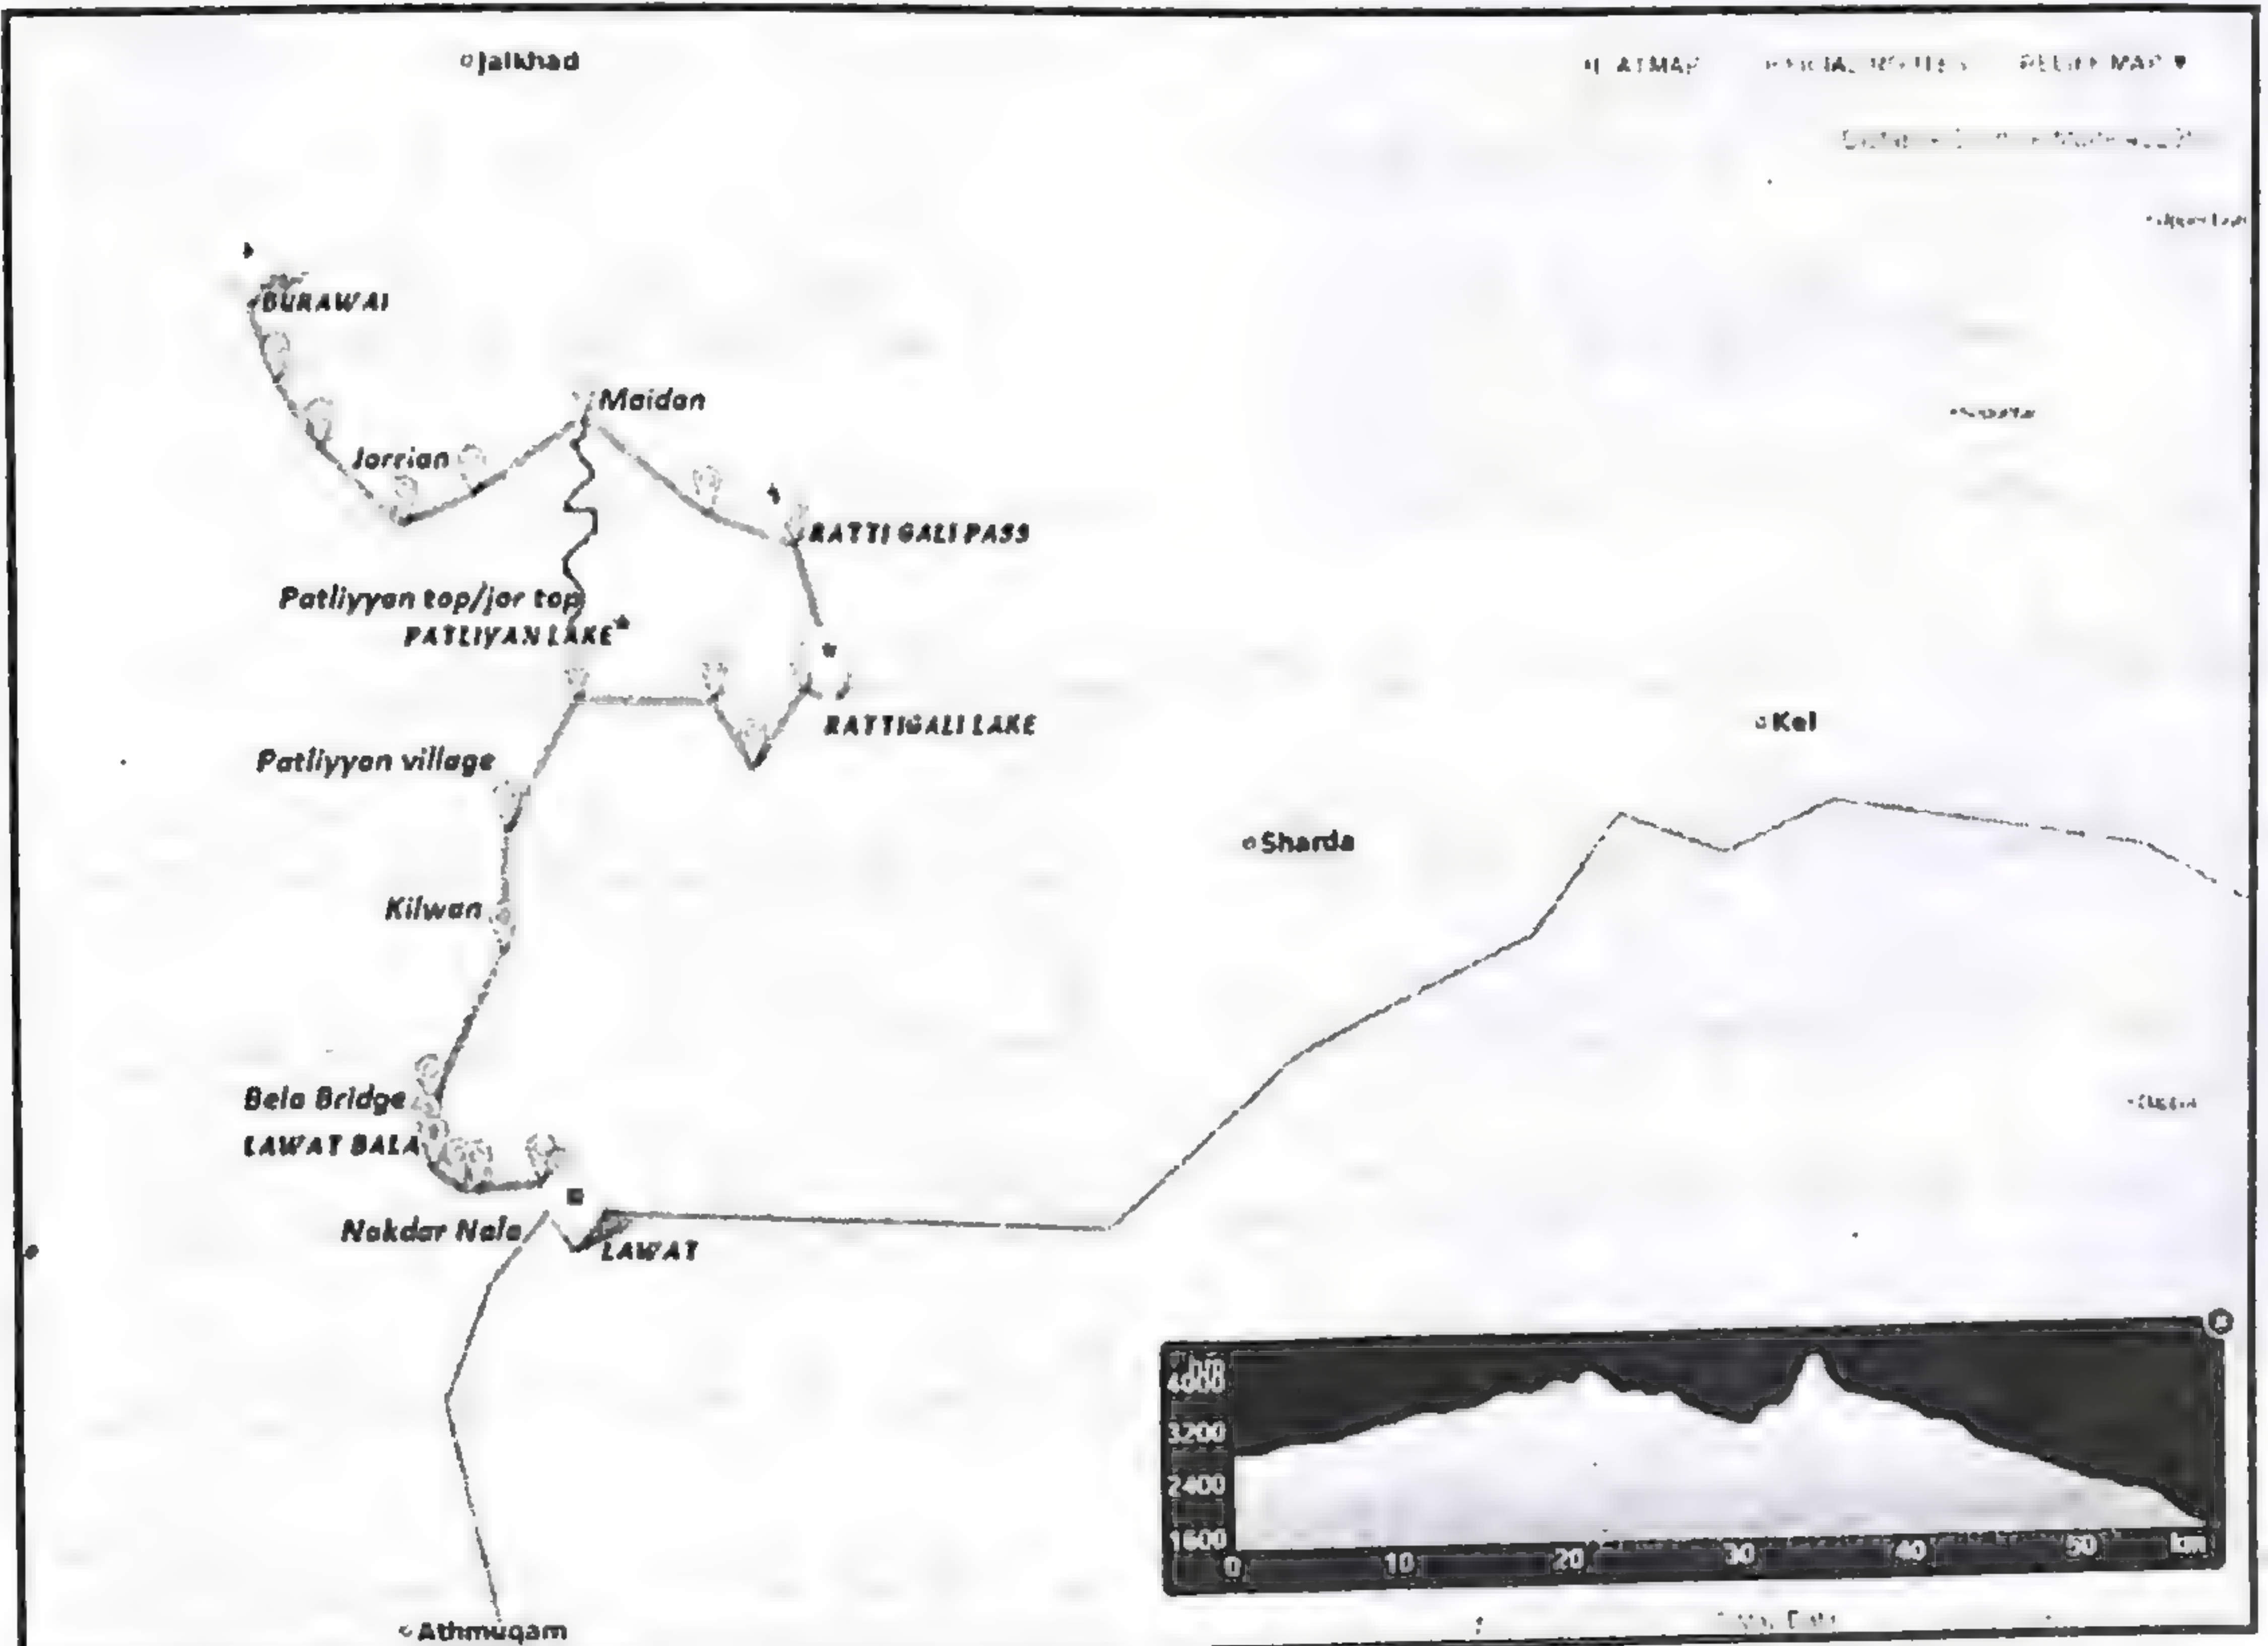 Jalkhad
RELIEF MAP
BURAWAI
Maidan
Jorrian
RATTI GALI PASS
Patliyyan top/jor top
PATLIYAN LAKE
RATTIGALI LAKE
Kel
Patliyyan village
Sharda
Kilwan
Bela Bridge
LAWAT BALA
Nakdar Nala
LAWAT
4000
3200
2400
1600
0 10 20 30 40 50 km
Athmuqam